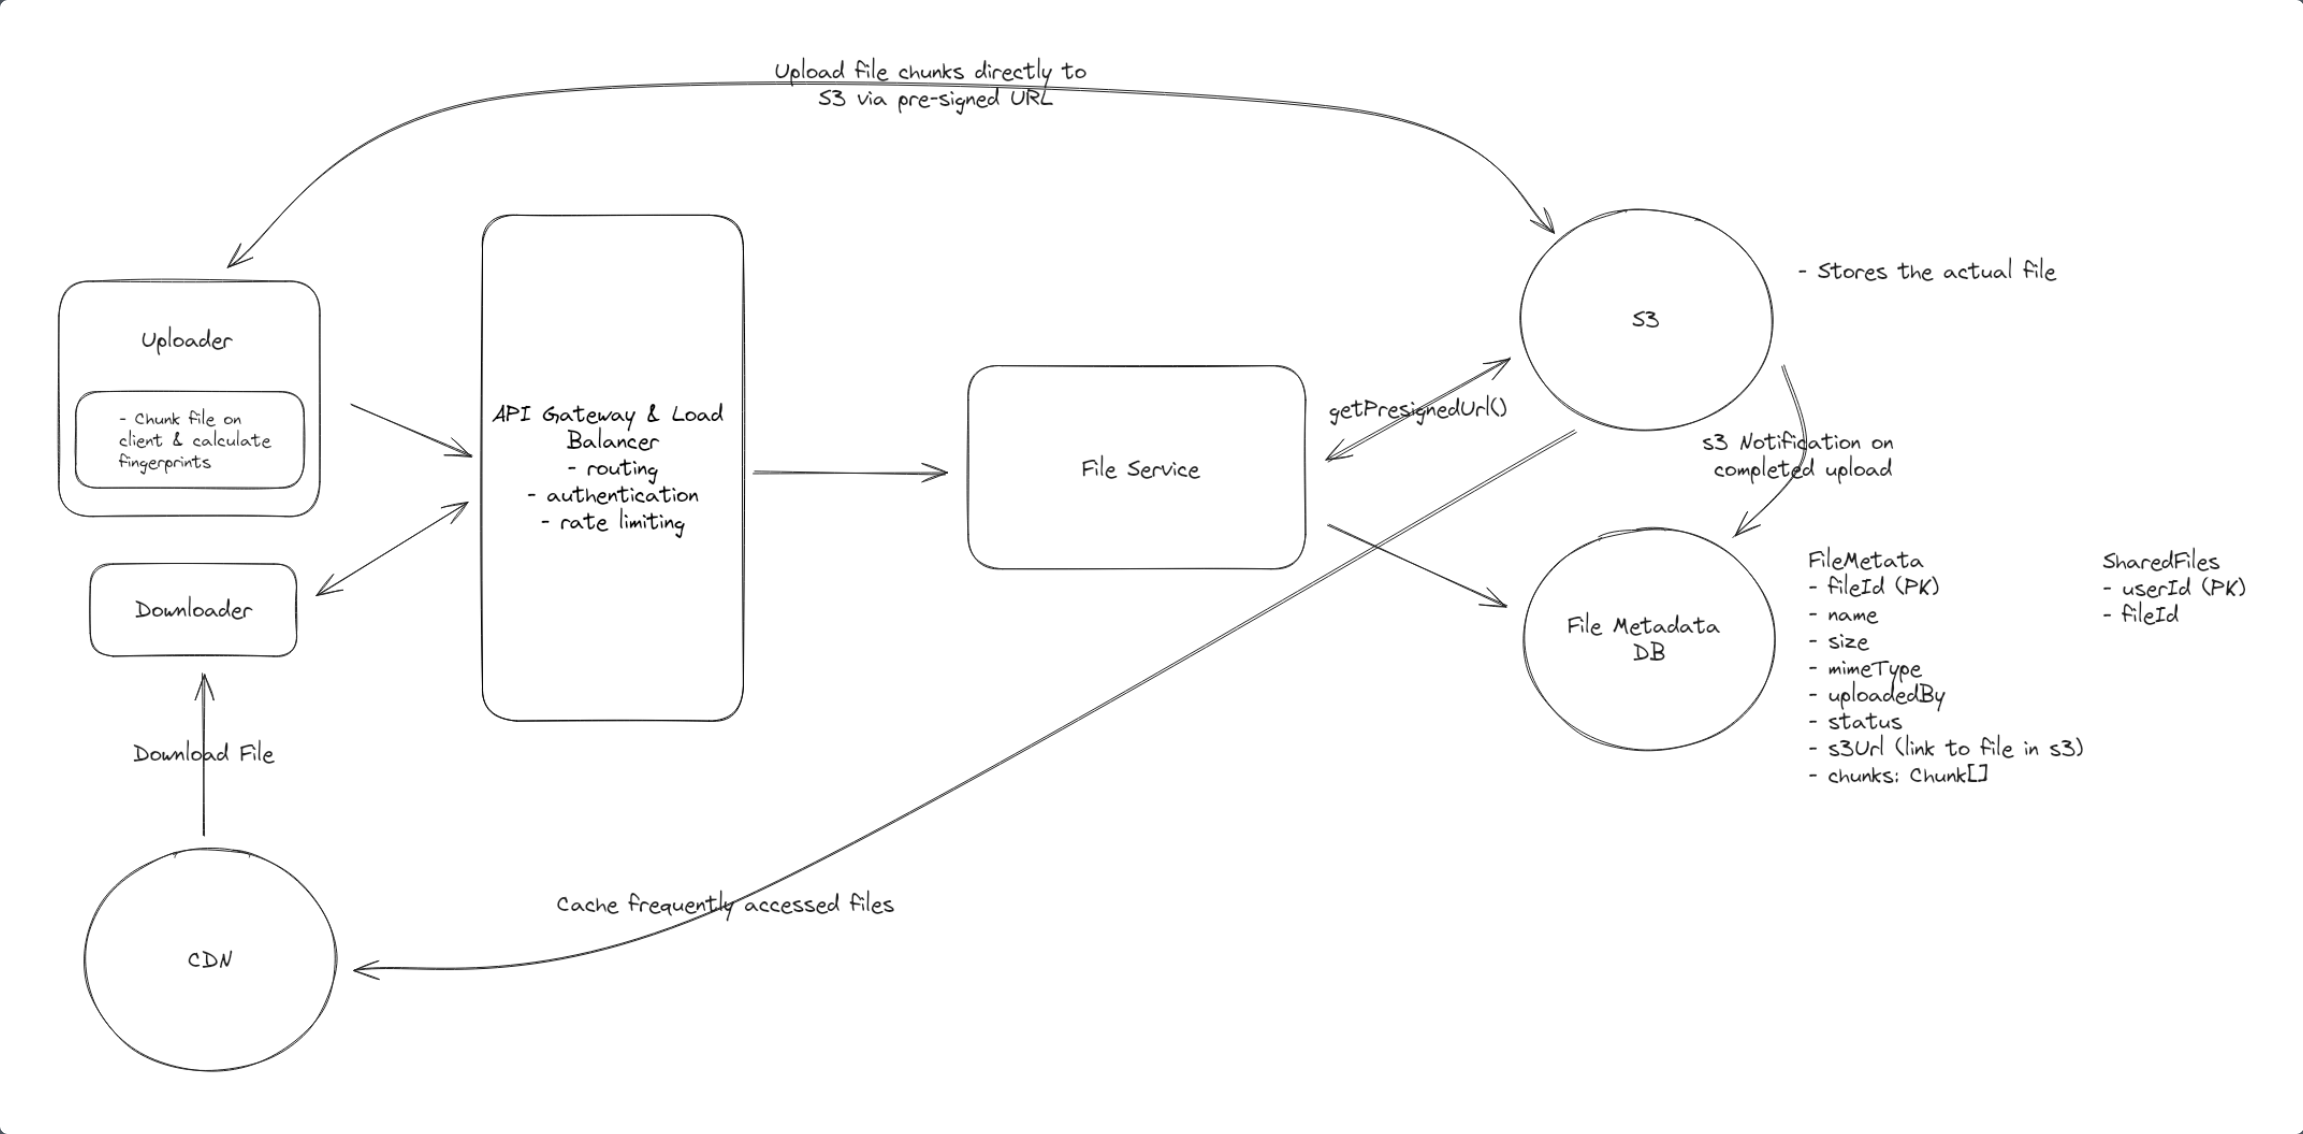 Upload file chunks directly to
S3 via pre-signed URL
Uploader
- Chunk file on
client & calculate
fingerprints
Downloader
Download File
CDN
API Gateway & Load
Balancer
- routing
- authentication
- rate limiting
File Service
getPresignedUrl()
S3
- Stores the actual file
s3 Notification on
completed upload
File Metadata
DB
FileMetata
- fileId (PK)
- name
- size
- mimeType
- uploadedBy
- status
- s3Url (link to file in s3)
- chunks: Chunk[]
SharedFiles
- userId (PK)
- fileId
Cache frequently accessed files